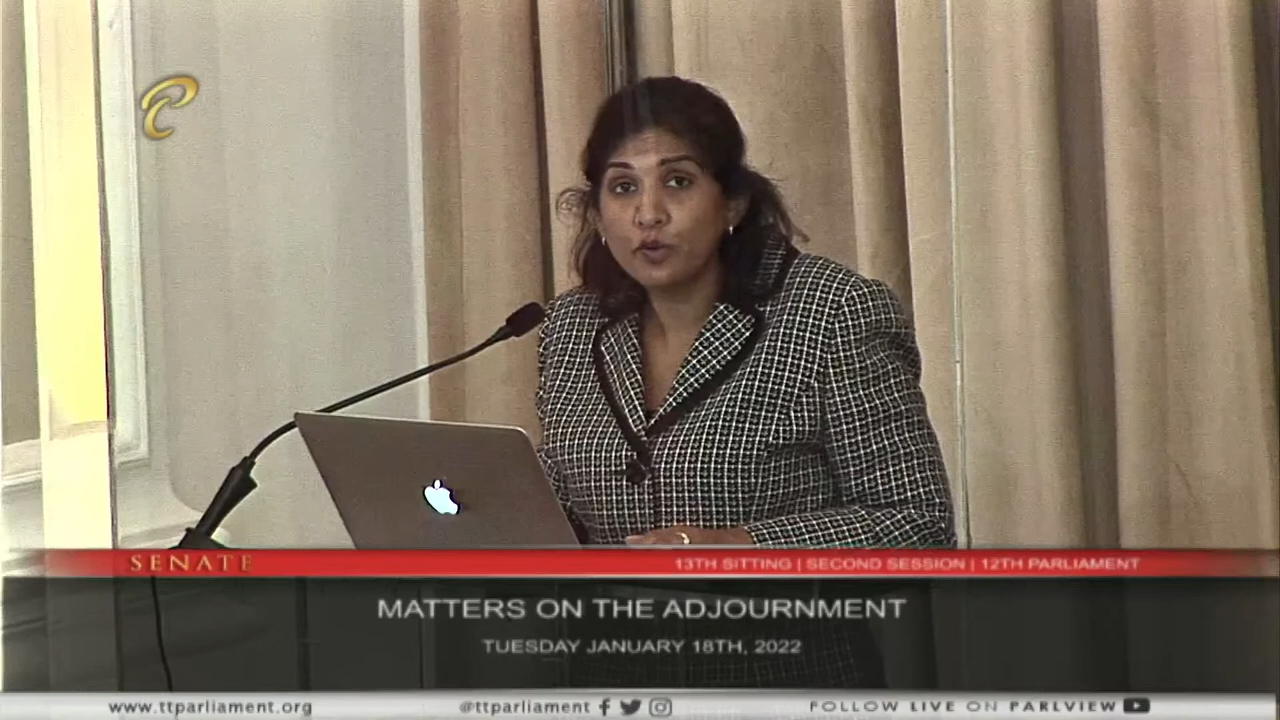 SENATE
13TH SITTING | SECOND SESSION | 12TH PARLIAMENT
MATTERS ON THE ADJOURNMENT
TUESDAY JANUARY 18TH, 2022
www.ttparliament.org @ttparliament FOLLOW LIVE ON PARLVIEW